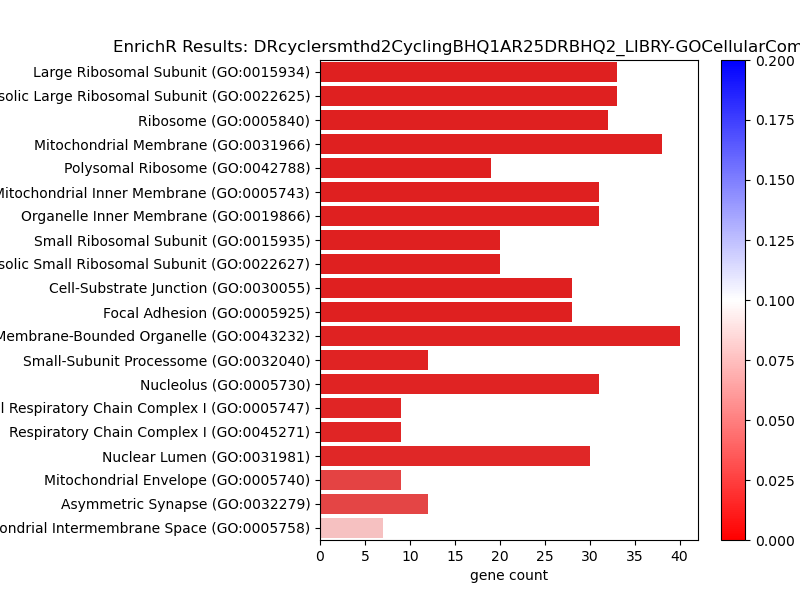 EnrichR Results: DRcyclersmthd2CyclingBHQ1AR25DRBHQ2_LIBRY-GOCellularCom
Large Ribosomal Subunit (GO:0015934)
solic Large Ribosomal Subunit (GO:0022625)
Ribosome (GO:0005840)
Mitochondrial Membrane (GO:0031966)
Polysomal Ribosome (GO:0042788)
Mitochondrial Inner Membrane (GO:0005743)
Organelle Inner Membrane (GO:0019866)
Small Ribosomal Subunit (GO:0015935)
solic Small Ribosomal Subunit (GO:0022627)
Cell-Substrate Junction (GO:0030055)
Focal Adhesion (GO:0005925)
Membrane-Bounded Organelle (GO:0043232)
Small-Subunit Processome (GO:0032040)
Nucleolus (GO:0005730)
l Respiratory Chain Complex I (GO:0005747)
Respiratory Chain Complex I (GO:0045271)
Nuclear Lumen (GO:0031981)
Mitochondrial Envelope (GO:0005740)
Asymmetric Synapse (GO:0032279)
ondrial Intermembrane Space (GO:0005758)
0 5 10 15 20 25 30 35 40
gene count
0.200
0.175
0.150
0.125
0.100
0.075
0.050
0.025
0.000